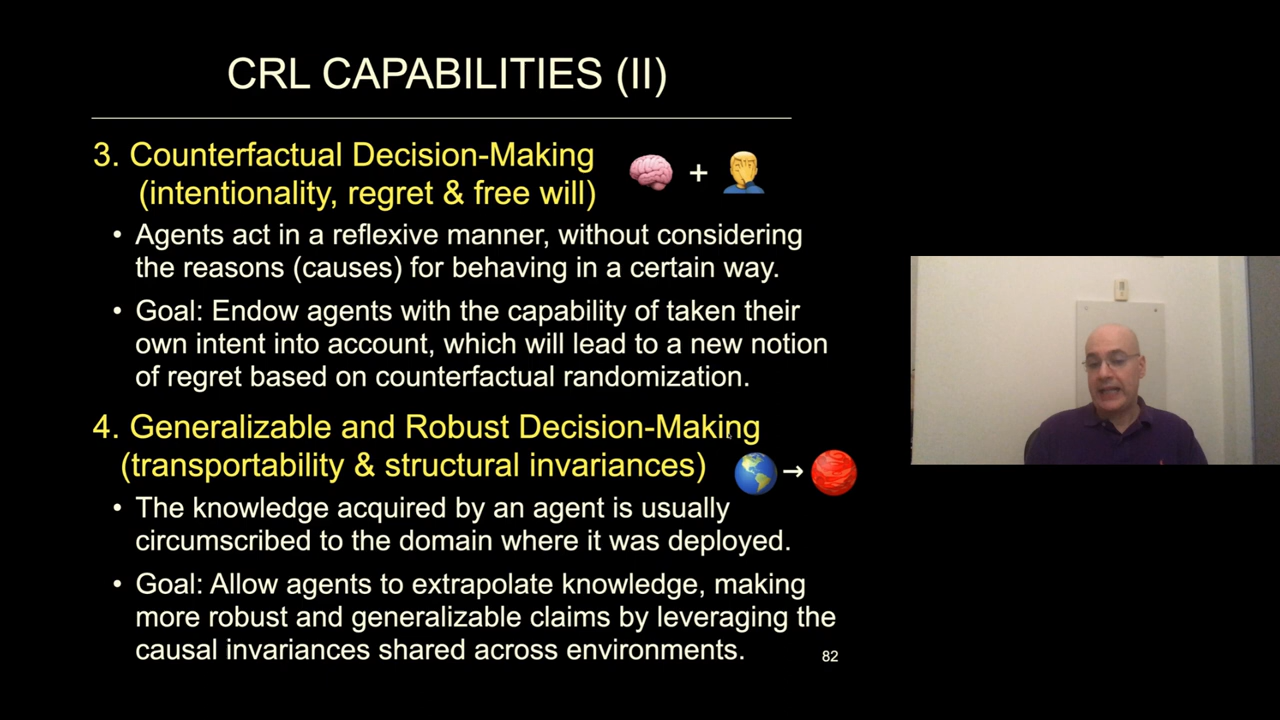 CRL CAPABILITIES (II)
3. Counterfactual Decision-Making
(intentionality, regret & free will)
+
• Agents act in a reflexive manner, without considering
the reasons (causes) for behaving in a certain way.
• Goal: Endow agents with the capability of taken their
own intent into account, which will lead to a new notion
of regret based on counterfactual randomization.
4. Generalizable and Robust Decision-Making
(transportability & structural invariances)
→
• The knowledge acquired by an agent is usually
circumscribed to the domain where it was deployed.
• Goal: Allow agents to extrapolate knowledge, making
more robust and generalizable claims by leveraging the
causal invariances shared across environments.
82